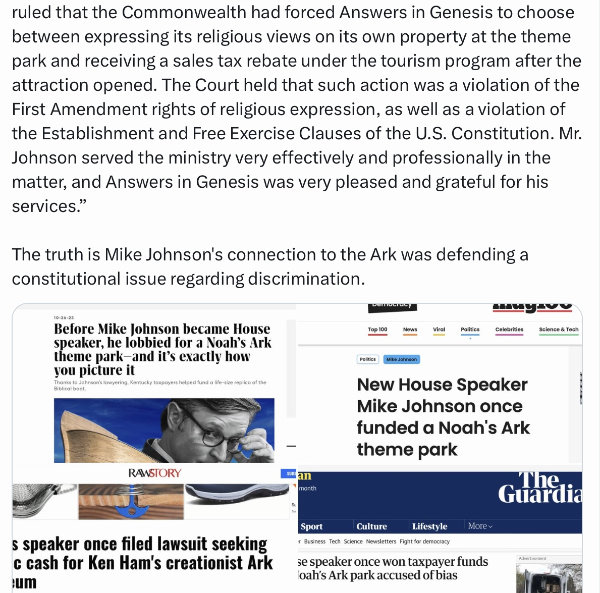 ruled that the Commonwealth had forced Answers in Genesis to choose
between expressing its religious views on its own property at the theme
park and receiving a sales tax rebate under the tourism program after the
attraction opened. The Court held that such action was a violation of the
First Amendment rights of religious expression, as well as a violation of
the Establishment and Free Exercise Clauses of the U.S. Constitution. Mr.
Johnson served the ministry very effectively and professionally in the
matter, and Answers in Genesis was very pleased and grateful for his
services.”
The truth is Mike Johnson's connection to the Ark was defending a
constitutional issue regarding discrimination.
10-26-23
Before Mike Johnson became House
speaker, he lobbied for a Noah’s Ark
theme park—and it’s exactly how
you picture it
Thanks to Johnson’s lawyering, Kentucky taxpayers helped fund a life-size replica of the
Biblical boat.
Democracy
Top 100 News Viral Politics Celebrities Science & Tech
Politics Mike Johnson
New House Speaker
Mike Johnson once
funded a Noah's Ark
theme park
RAWSTORY
s speaker once filed lawsuit seeking
c cash for Ken Ham's creationist Ark
eum
an
month
The
Guardia
Sport Culture Lifestyle More
r Business Tech Science Newsletters Fight for democracy
se speaker once won taxpayer funds
Noah's Ark park accused of bias
Advertisement